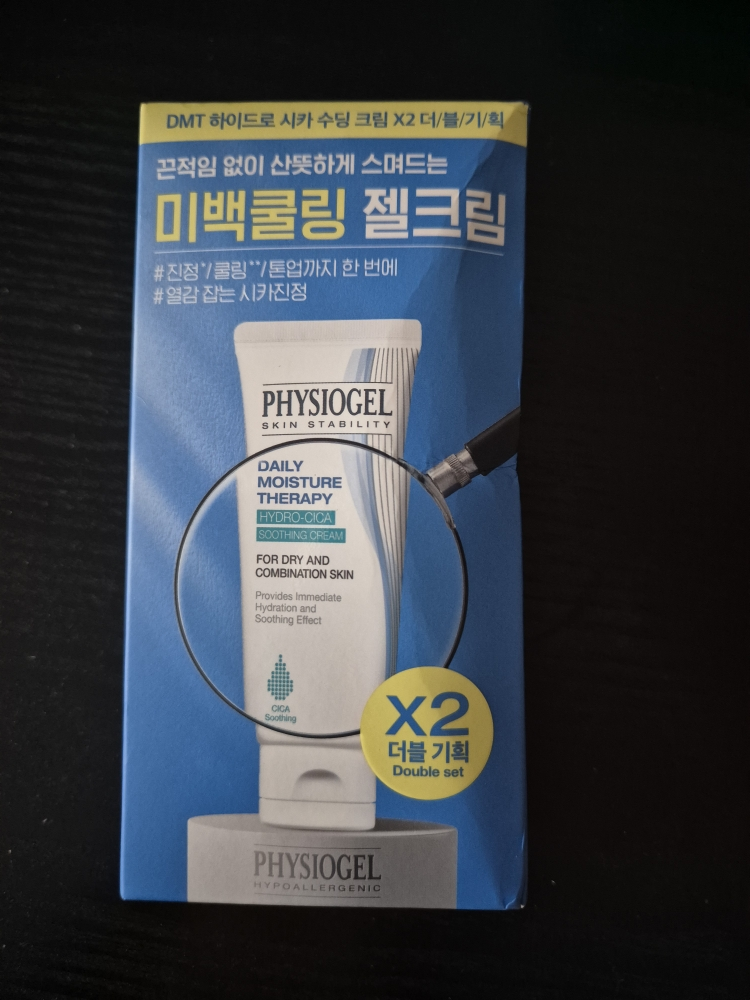 DMT 하이드로 시카 수딩 크림 X2 더/블/기/획
끈적임 없이 산뜻하게 스며드는
미백쿨링 젤크림
#진정*/쿨링**/톤업까지 한 번에
#열감 잡는 시카진정
PHYSIOGEL
SKIN STABILITY
DAILY
MOISTURE
THERAPY
HYDRO-CICA
SOOTHING CREAM
FOR DRY AND
COMBINATION SKIN
Provides Immediate
Hydration and
Soothing Effect
CICA
Soothing
X2
더블 기획
Double set
PHYSIOGEL
HYPOALLERGENIC